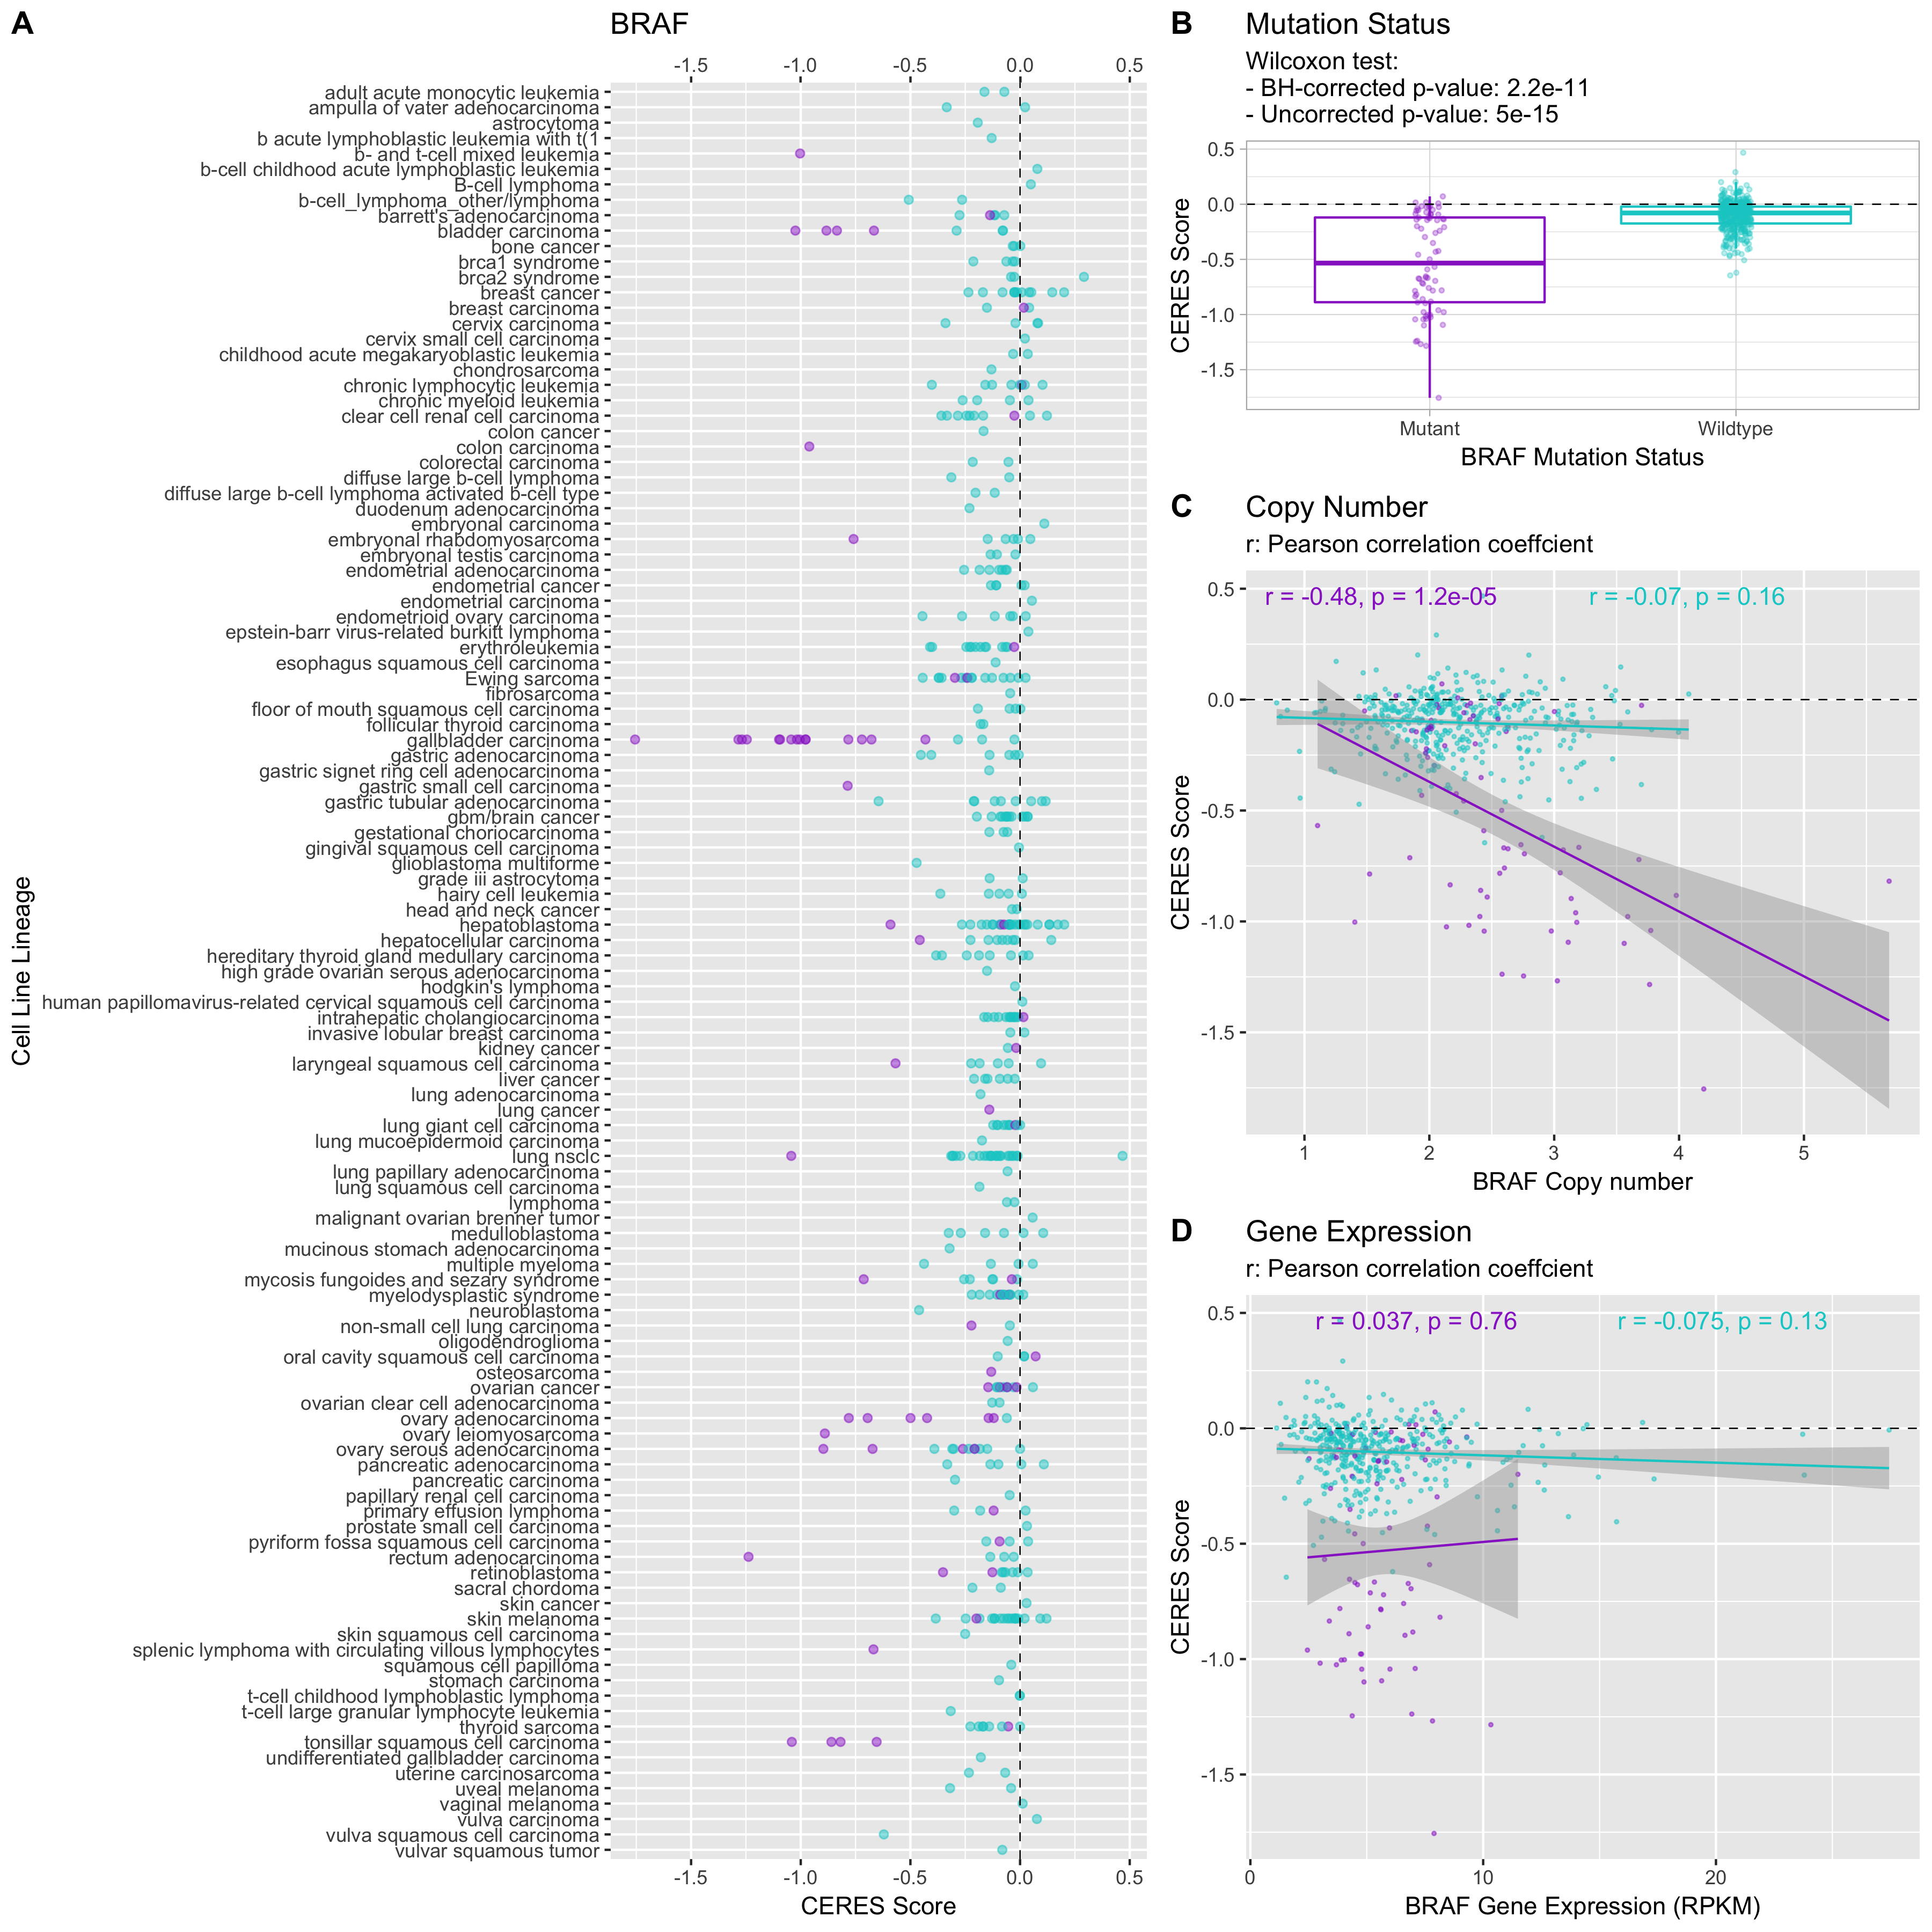 A
BRAF
-1.5 -1.0 -0.5 0.0 0.5
Cell Line Lineage
adult acute monocytic leukemia
ampulla of vater adenocarcinoma
astrocytoma
b acute lymphoblastic leukemia with t(1
b- and t-cell mixed leukemia
b-cell childhood acute lymphoblastic leukemia
B-cell lymphoma
b-cell_lymphoma_other/lymphoma
barrett's adenocarcinoma
bladder carcinoma
bone cancer
brca1 syndrome
brca2 syndrome
breast cancer
breast carcinoma
cervix carcinoma
cervix small cell carcinoma
childhood acute megakaryoblastic leukemia
chondrosarcoma
chronic lymphocytic leukemia
chronic myeloid leukemia
clear cell renal cell carcinoma
colon cancer
colon carcinoma
colorectal carcinoma
diffuse large b-cell lymphoma
diffuse large b-cell lymphoma activated b-cell type
duodenum adenocarcinoma
embryonal carcinoma
embryonal rhabdomyosarcoma
embryonal testis carcinoma
endometrial adenocarcinoma
endometrial cancer
endometrial carcinoma
endometrioid ovary carcinoma
epstein-barr virus-related burkitt lymphoma
erythroleukemia
esophagus squamous cell carcinoma
Ewing sarcoma
fibrosarcoma
floor of mouth squamous cell carcinoma
follicular thyroid carcinoma
gallbladder carcinoma
gastric adenocarcinoma
gastric signet ring cell adenocarcinoma
gastric small cell carcinoma
gastric tubular adenocarcinoma
gbm/brain cancer
gestational choriocarcinoma
gingival squamous cell carcinoma
glioblastoma multiforme
grade iii astrocytoma
hairy cell leukemia
head and neck cancer
hepatoblastoma
hepatocellular carcinoma
hereditary thyroid gland medullary carcinoma
high grade ovarian serous adenocarcinoma
hodgkin's lymphoma
human papillomavirus-related cervical squamous cell carcinoma
intrahepatic cholangiocarcinoma
invasive lobular breast carcinoma
kidney cancer
laryngeal squamous cell carcinoma
liver cancer
lung adenocarcinoma
lung cancer
lung giant cell carcinoma
lung mucoepidermoid carcinoma
lung nsclc
lung papillary adenocarcinoma
lung squamous cell carcinoma
lymphoma
malignant ovarian brenner tumor
medulloblastoma
mucinous stomach adenocarcinoma
multiple myeloma
mycosis fungoides and sezary syndrome
myelodysplastic syndrome
neuroblastoma
non-small cell lung carcinoma
oligodendroglioma
oral cavity squamous cell carcinoma
osteosarcoma
ovarian cancer
ovarian clear cell adenocarcinoma
ovary adenocarcinoma
ovary leiomyosarcoma
ovary serous adenocarcinoma
pancreatic adenocarcinoma
pancreatic carcinoma
papillary renal cell carcinoma
primary effusion lymphoma
prostate small cell carcinoma
pyriform fossa squamous cell carcinoma
rectum adenocarcinoma
retinoblastoma
sacral chordoma
skin cancer
skin melanoma
skin squamous cell carcinoma
splenic lymphoma with circulating villous lymphocytes
squamous cell papilloma
stomach carcinoma
t-cell childhood lymphoblastic lymphoma
t-cell large granular lymphocyte leukemia
thyroid sarcoma
tonsillar squamous cell carcinoma
undifferentiated gallbladder carcinoma
uterine carcinosarcoma
uveal melanoma
vaginal melanoma
vulva carcinoma
vulva squamous cell carcinoma
vulvar squamous tumor
-1.5 -1.0 -0.5 0.0 0.5
CERES Score
B
Mutation Status
Wilcoxon test:
- BH-corrected p-value: 2.2e-11
- Uncorrected p-value: 5e-15
CERES Score
0.5
0.0
-0.5
-1.0
-1.5
Mutant Wildtype
BRAF Mutation Status
C
Copy Number
r: Pearson correlation coeffcient
r = -0.48, p = 1.2e-05
r = -0.07, p = 0.16
CERES Score
0.5
0.0
-0.5
-1.0
-1.5
1 2 3 4 5
BRAF Copy number
D
Gene Expression
r: Pearson correlation coeffcient
r = 0.037, p = 0.76
r = -0.075, p = 0.13
CERES Score
0.5
0.0
-0.5
-1.0
-1.5
0 10 20
BRAF Gene Expression (RPKM)